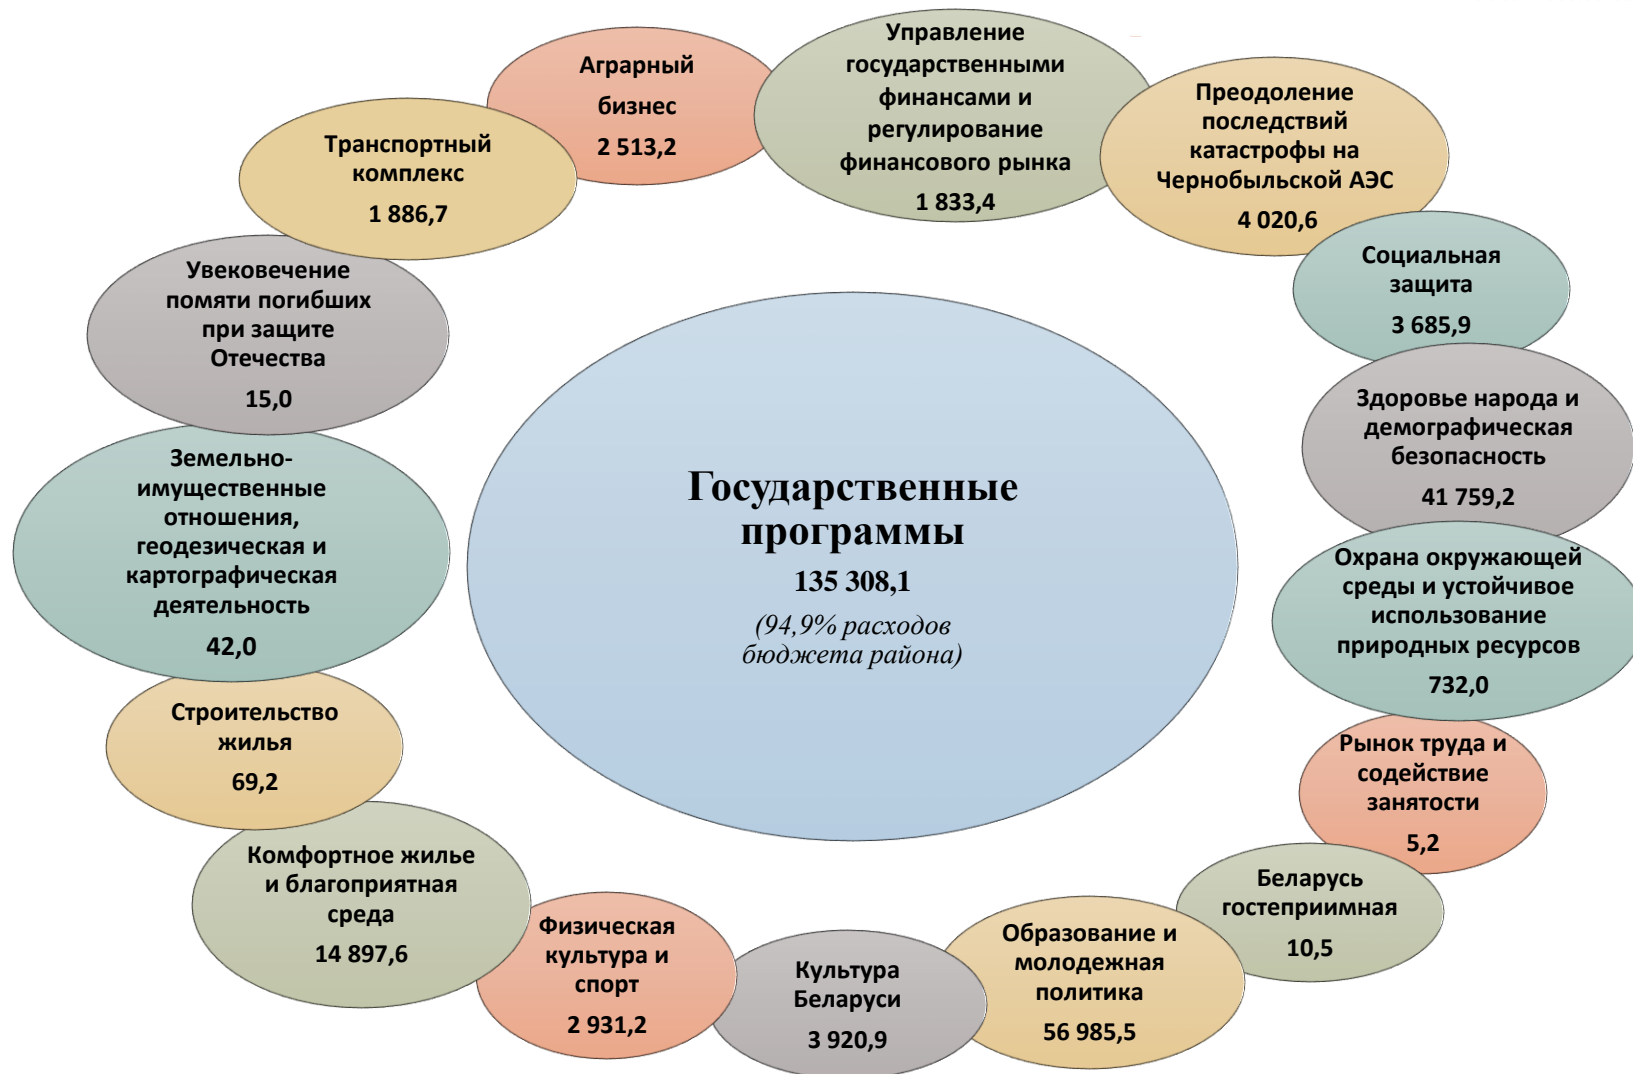 Государственные
программы
135 308,1
(94,9% расходов
бюджета района)
Управление
государственными
финансами и
регулирование
финансового рынка
1 833,4
Преодоление
последствий
катастрофы на
Чернобыльской АЭС
4 020,6
Социальная
защита
3 685,9
Здоровье народа и
демографическая
безопасность
41 759,2
Охрана окружающей
среды и устойчивое
использование
природных ресурсов
732,0
Рынок труда и
содействие
занятости
5,2
Беларусь
гостеприимная
10,5
Образование и
молодежная
политика
56 985,5
Культура
Беларуси
3 920,9
Физическая
культура и
спорт
2 931,2
Комфортное жилье
и благоприятная
среда
14 897,6
Строительство
жилья
69,2
Земельно-
имущественные
отношения,
геодезическая и
картографическая
деятельность
42,0
Увековечение
помяти погибших
при защите
Отечества
15,0
Транспортный
комплекс
1 886,7
Аграрный
бизнес
2 513,2